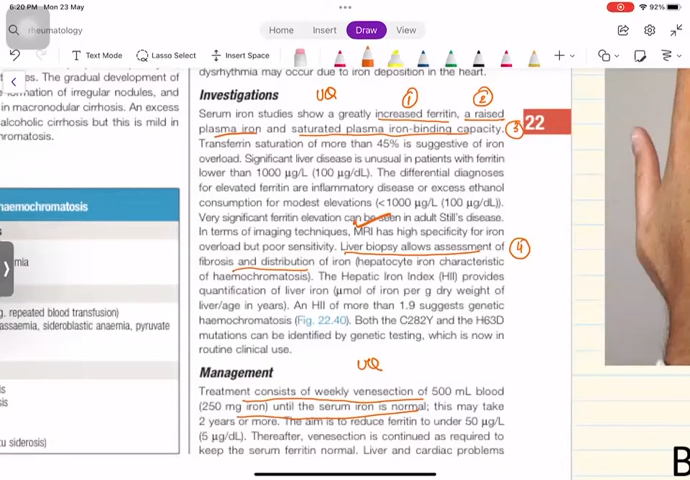 6:20 PM Mon 23 May
92%
rheumatology
Home
Insert
Draw
View
Text Mode
Lasso Select
Insert Space
es. The gradual development of
formation of irregular nodules, and
in macronodular cirrhosis. An excess
alcoholic cirrhosis but this is mild in
hromatosis.
haemochromatosis
s
mia
g. repeated blood transfusion)
assaemia, sideroblastic anaemia, pyruvate
is
sis
tu siderosis)
dysrhythmia may occur due to iron deposition in the heart.
UQ
Investigations
1
2
Serum iron studies show a greatly increased ferritin, a raised
plasma iron and saturated plasma iron-binding capacity.
3
22
Transferrin saturation of more than 45% is suggestive of iron
overload. Significant liver disease is unusual in patients with ferritin
lower than 1000 µg/L (100 µg/dL). The differential diagnoses
for elevated ferritin are inflammatory disease or excess ethanol
consumption for modest elevations (<1000 µg/L (100 µg/dL)).
Very significant ferritin elevation can be seen in adult Still's disease.
In terms of imaging techniques, MRI has high specificity for iron
overload but poor sensitivity. Liver biopsy allows assessment of
4
fibrosis and distribution of iron (hepatocyte iron characteristic
of haemochromatosis). The Hepatic Iron Index (HII) provides
quantification of liver iron (µmol of iron per g dry weight of
liver/age in years). An HII of more than 1.9 suggests genetic
haemochromatosis (Fig. 22.40). Both the C282Y and the H63D
mutations can be identified by genetic testing, which is now in
routine clinical use.
UQ
Management
Treatment consists of weekly venesection of 500 mL blood
(250 mg iron) until the serum iron is normal; this may take
2 years or more. The aim is to reduce ferritin to under 50 µg/L
(5 µg/dL). Thereafter, venesection is continued as required to
keep the serum ferritin normal. Liver and cardiac problems
B